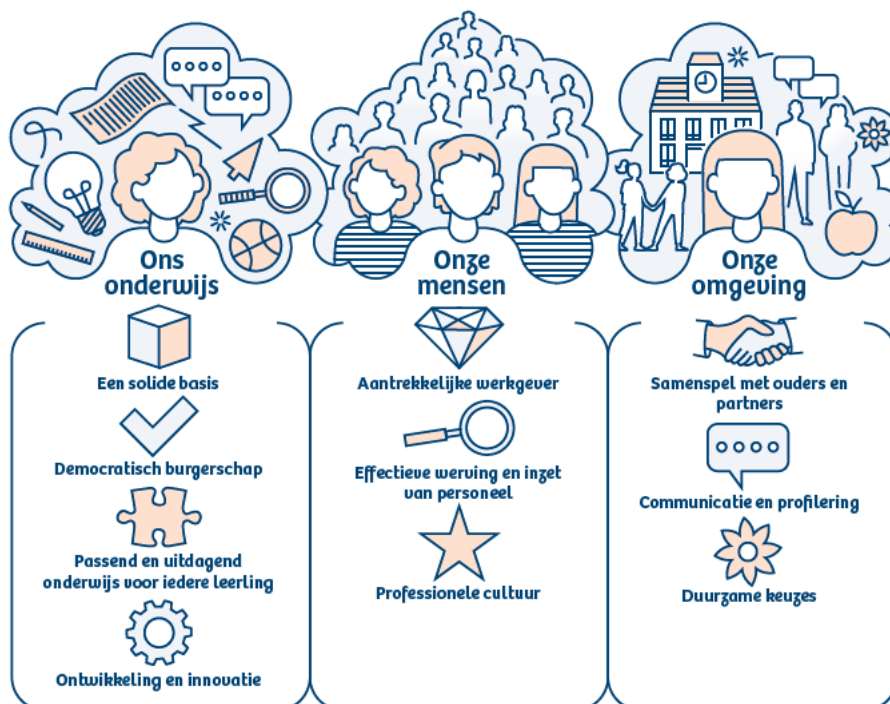 Ons
onderwijs
Een solide basis
Democratisch burgerschap
Passend en uitdagend
onderwijs voor iedere leerling
Ontwikkeling en innovatie
Onze
mensen
Aantrekkelijke werkgever
Effectieve werving en inzet
van personeel
Professionele cultuur
Onze
omgeving
Samenspel met ouders en
partners
Communicatie en profilering
Duurzame keuzes